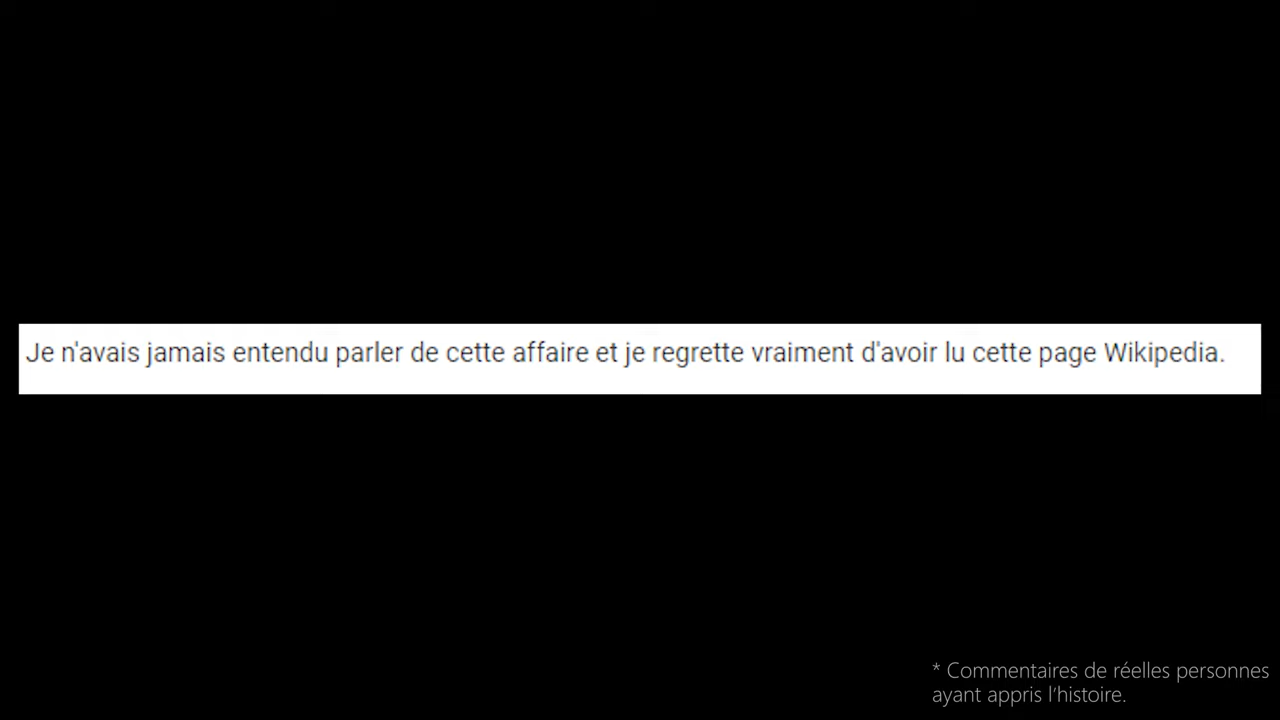 Je n'avais jamais entendu parler de cette affaire et je regrette vraiment d'avoir lu cette page Wikipedia.
* Commentaires de réelles personnes
ayant appris l'histoire.